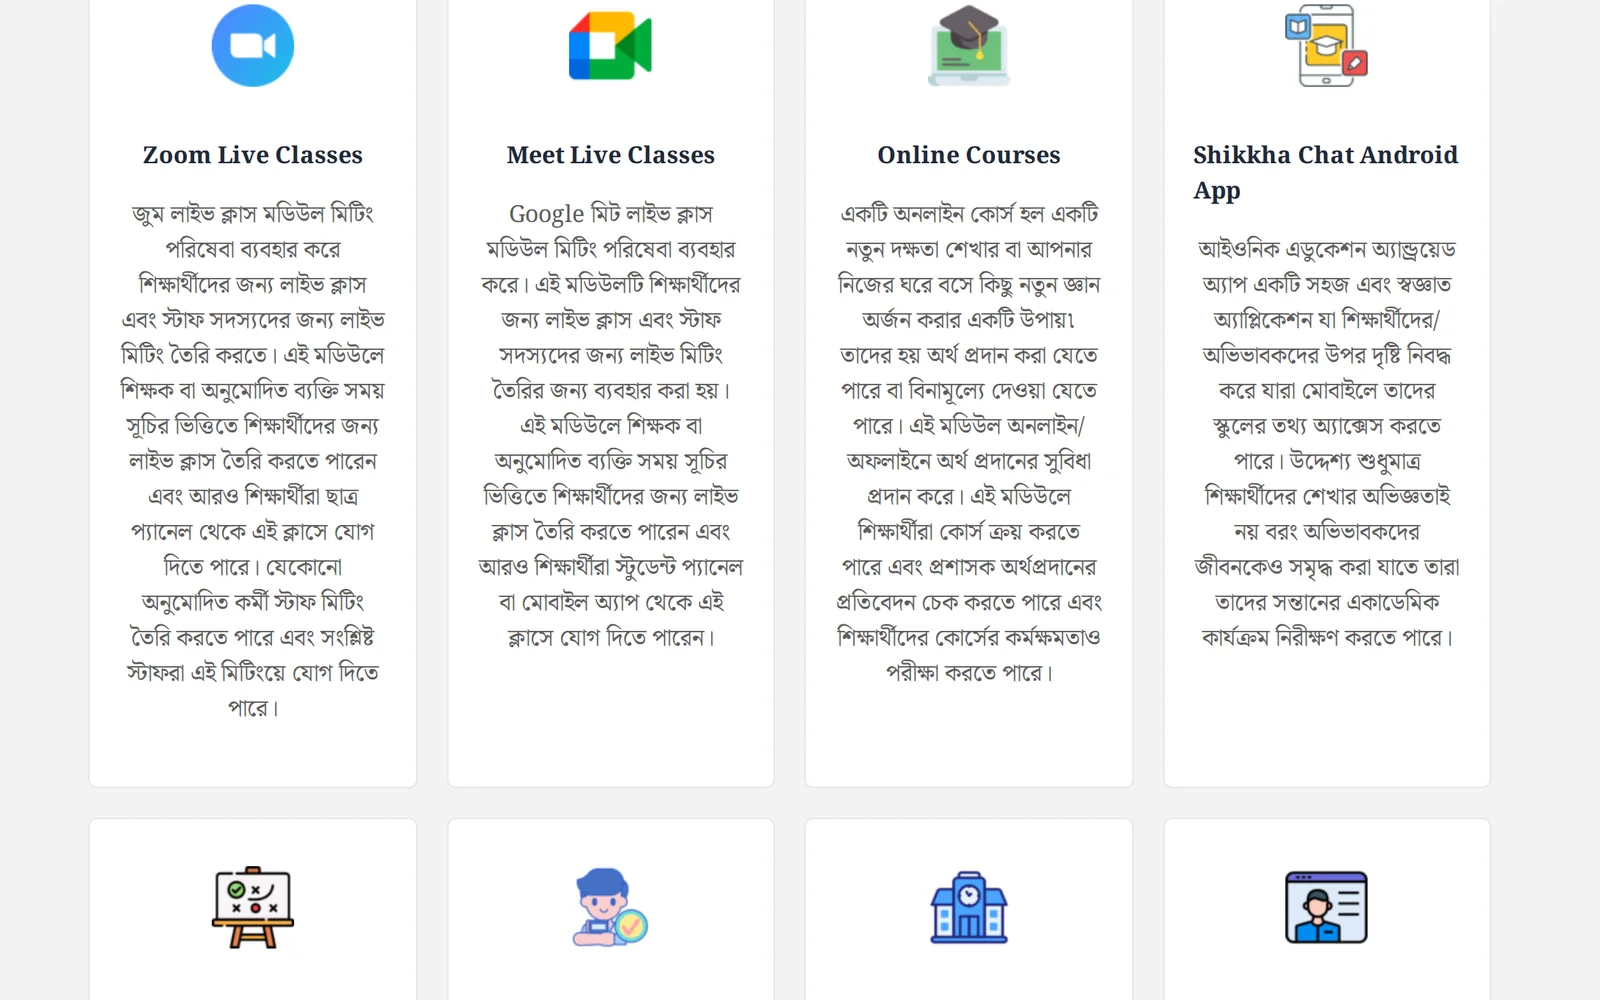 Zoom Live Classes
জুম লাইভ ক্লাস মডিউল মিটিং
পরিষেবা ব্যবহার করে
শিক্ষার্থীদের জন্য লাইভ ক্লাস
এবং স্টাফ সদস্যদের জন্য লাইভ
মিটিং তৈরি করতে। এই মডিউলে
শিক্ষক বা অনুমোদিত ব্যক্তি সময়
সূচির ভিত্তিতে শিক্ষার্থীদের জন্য
লাইভ ক্লাস তৈরি করতে পারেন
এবং আরও শিক্ষার্থীরা ছাত্র
প্যানেল থেকে এই ক্লাসে যোগ
দিতে পারে। যেকোনো
অনুমোদিত কর্মী স্টাফ মিটিং
তৈরি করতে পারে এবং সংশ্লিষ্ট
স্টাফরা এই মিটিংয়ে যোগ দিতে
পারে।
Meet Live Classes
Google মিট লাইভ ক্লাস
মডিউল মিটিং পরিষেবা ব্যবহার
করে। এই মডিউলটি শিক্ষার্থীদের
জন্য লাইভ ক্লাস এবং স্টাফ
সদস্যদের জন্য লাইভ মিটিং
তৈরির জন্য ব্যবহার করা হয়।
এই মডিউলে শিক্ষক বা
অনুমোদিত ব্যক্তি সময় সূচির
ভিত্তিতে শিক্ষার্থীদের জন্য লাইভ
ক্লাস তৈরি করতে পারেন এবং
আরও শিক্ষার্থীরা স্টুডেন্ট প্যানেল
বা মোবাইল অ্যাপ থেকে এই
ক্লাসে যোগ দিতে পারেন।
Online Courses
একটি অনলাইন কোর্স হল একটি
নতুন দক্ষতা শেখার বা আপনার
নিজের ঘরে বসে কিছু নতুন জ্ঞান
অর্জন করার একটি উপায়৷
তাদের হয় অর্থ প্রদান করা যেতে
পারে বা বিনামূল্যে দেওয়া যেতে
পারে। এই মডিউল অনলাইন/
অফলাইনে অর্থ প্রদানের সুবিধা
প্রদান করে। এই মডিউলে
শিক্ষার্থীরা কোর্স ক্রয় করতে
পারে এবং প্রশাসক অর্থপ্রদানের
প্রতিবেদন চেক করতে পারে এবং
শিক্ষার্থীদের কোর্সের কর্মক্ষমতাও
পরীক্ষা করতে পারে।
Shikkha Chat Android
App
আইওনিক এডুকেশন অ্যান্ড্রয়েড
অ্যাপ একটি সহজ এবং স্বজ্ঞাত
অ্যাপ্লিকেশন যা শিক্ষার্থীদের/
অভিভাবকদের উপর দৃষ্টি নিবদ্ধ
করে যারা মোবাইলে তাদের
স্কুলের তথ্য অ্যাক্সেস করতে
পারে। উদ্দেশ্য শুধুমাত্র
শিক্ষার্থীদের শেখার অভিজ্ঞতাই
নয় বরং অভিভাবকদের
জীবনকেও সমৃদ্ধ করা যাতে তারা
তাদের সন্তানের একাডেমিক
কার্যক্রম নিরীক্ষণ করতে পারে।